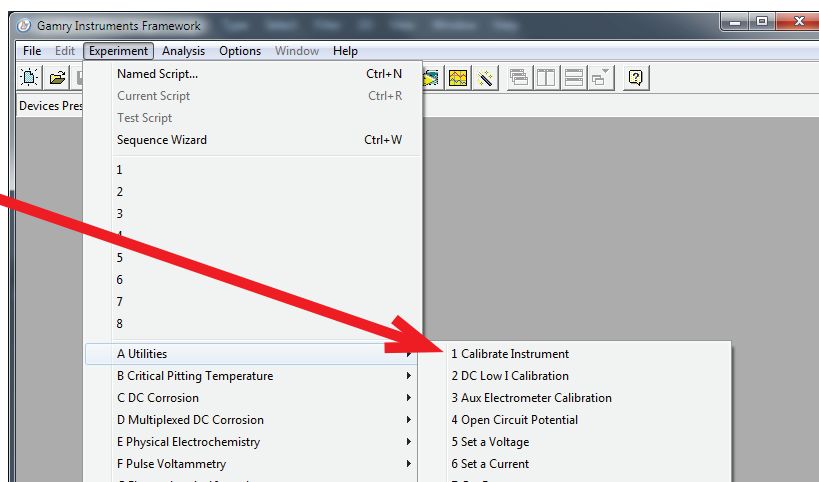 Gamry Instruments Framework
File Edit Experiment Analysis Options Window Help
Named Script... Ctrl+N
Current Script Ctrl+R
Test Script
Sequence Wizard Ctrl+W
Devices Pres
1
2
3
4
5
6
7
8
A Utilities
B Critical Pitting Temperature
C DC Corrosion
D Multiplexed DC Corrosion
E Physical Electrochemistry
F Pulse Voltammetry
1 Calibrate Instrument
2 DC Low I Calibration
3 Aux Electrometer Calibration
4 Open Circuit Potential
5 Set a Voltage
6 Set a Current